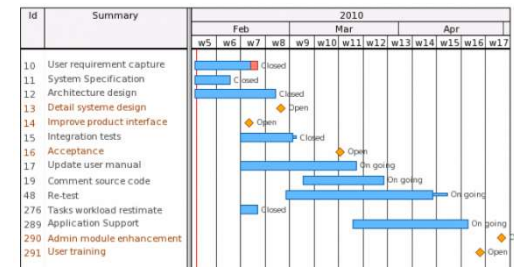 Id Summary 2010
Feb Mar Apr
w5 w6 w7 w8 w9 w10 w11 w12 w13 w14 w15 w16 w17
10 User requirement capture Closed
11 System Specification Closed
12 Architecture design Closed
13 Detail systeme design Open
14 Improve product interface Open
15 Integration tests Closed
16 Acceptance Open
17 Update user manual On going
19 Comment source code On going
48 Re-test On going
276 Tasks workload restimate Closed
289 Application Support On going
290 Admin module enhancement
291 User training Open